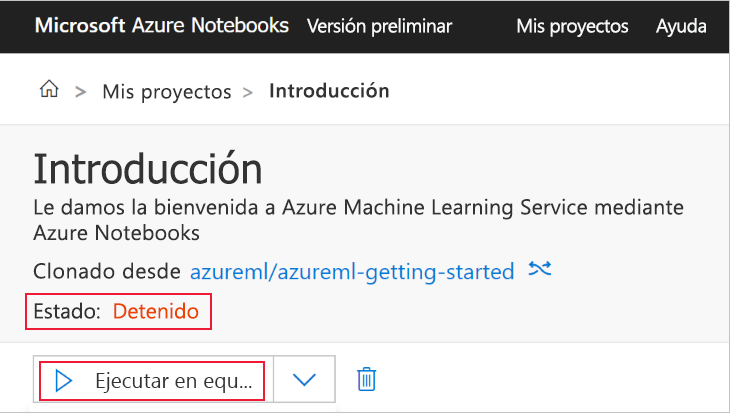 Microsoft Azure Notebooks Versión preliminar Mis proyectos Ayuda
> Mis proyectos > Introducción
Introducción
Le damos la bienvenida a Azure Machine Learning Service mediante
Azure Notebooks
Clonado desde azureml/azureml-getting-started
Estado: Detenido
Ejecutar en equ...